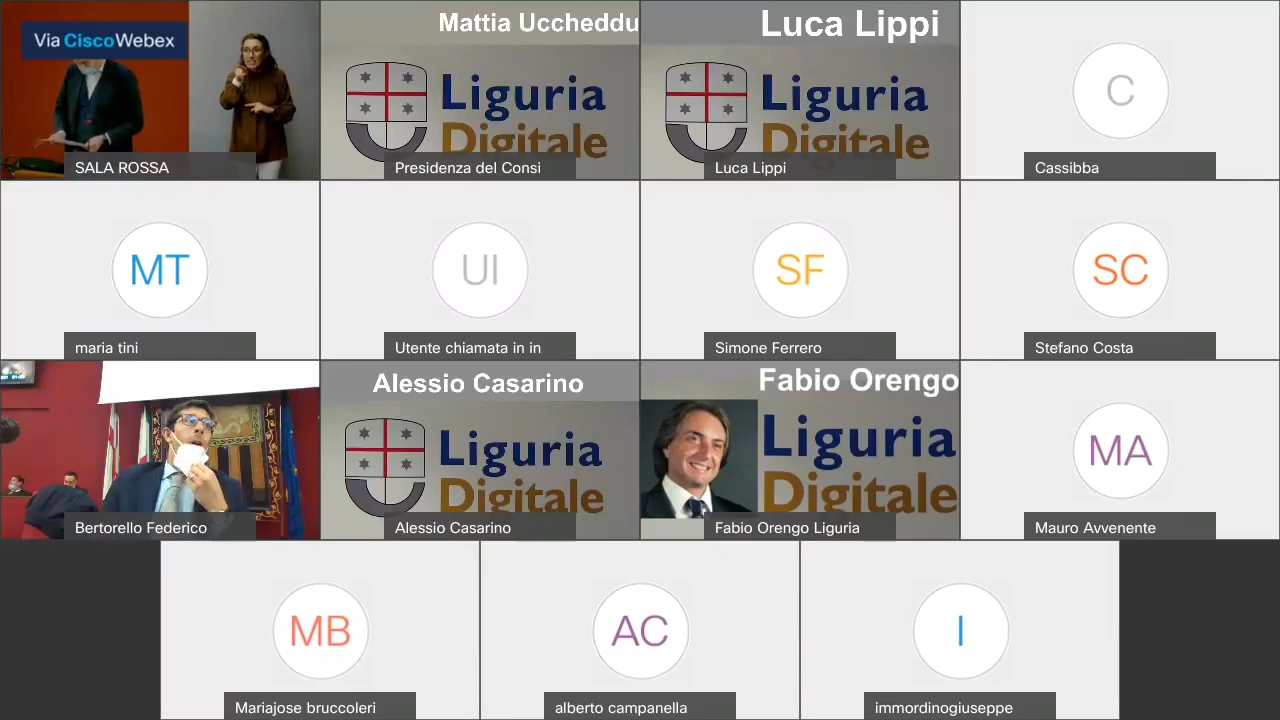 Via Cisco Webex
SALA ROSSA
Mattia Uccheddu
Liguria
Digitale
Presidenza del Consi
Luca Lippi
Liguria
Digitale
Luca Lippi
C
Cassibba
MT
maria tini
UI
Utente chiamata in in
SF
Simone Ferrero
SC
Stefano Costa
Bertorello Federico
Alessio Casarino
Liguria
Digitale
Alessio Casarino
Fabio Orengo
Liguria
Digitale
Fabio Orengo Liguria
MA
Mauro Avvenente
MB
Mariajose bruccoleri
AC
alberto campanella
I
immordinogiuseppe